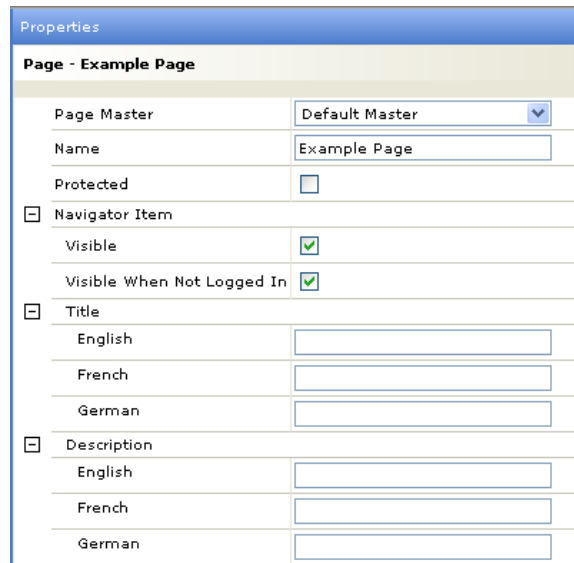 Properties
Page - Example Page
Page Master Default Master
Name Example Page
Protected
Navigator Item
Visible
Visible When Not Logged In
Title
English
French
German
Description
English
French
German